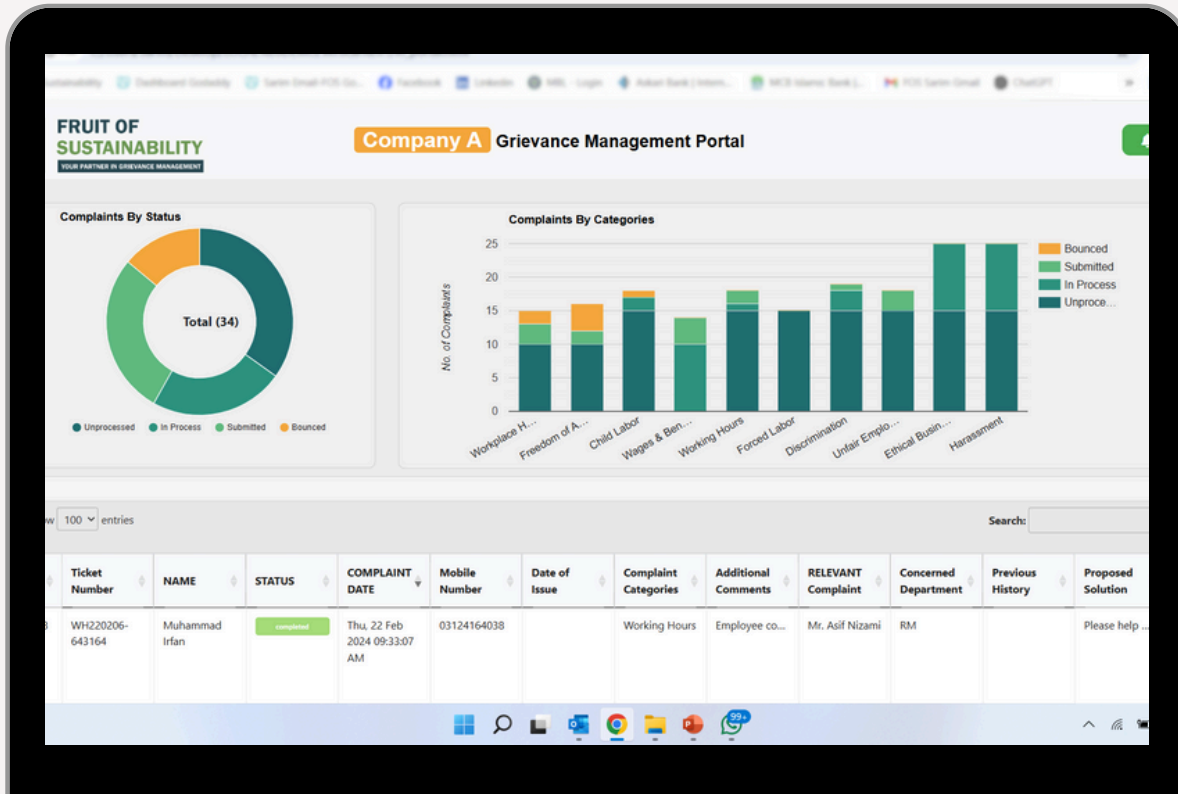 Facebook
Linkedin
ChatGPT
FRUIT OF
SUSTAINABILITY
YOUR PARTNER IN GRIEVANCE MANAGEMENT
Company A Grievance Management Portal
Complaints By Status
Total (34)
Unprocessed In Process Submitted Bounced
Complaints By Categories
No. of Complaints
25
20
15
10
5
0
Workplace H...
Freedom of A...
Child Labor
Wages & Ben...
Working Hours
Forced Labor
Discrimination
Unfair Emplo...
Ethical Busin...
Harassment
Bounced
Submitted
In Process
Unproce...
ow 100 entries
Search:
Ticket Number
NAME
STATUS
COMPLAINT DATE
Mobile Number
Date of Issue
Complaint Categories
Additional Comments
RELEVANT Complaint
Concerned Department
Previous History
Proposed Solution
WH220206-
643164
Muhammad
Irfan
completed
Thu, 22 Feb
2024 09:33:07
AM
03124164038
Working Hours
Employee co...
Mr. Asif Nizami
RM
Please help ...
99+